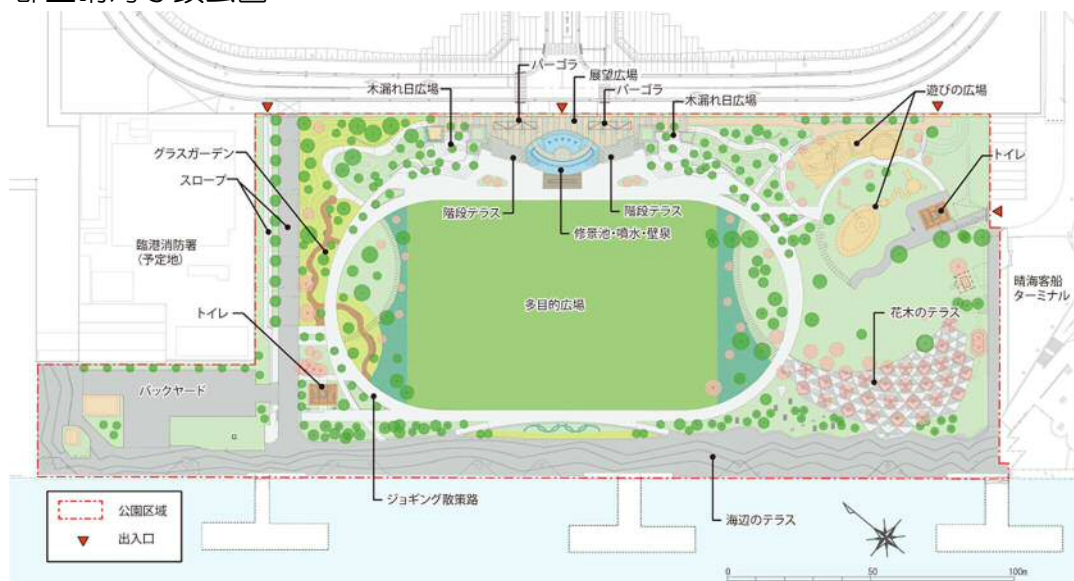 パーゴラ
展望広場
木漏れ日広場
パーゴラ
木漏れ日広場
遊びの広場
グラスガーデン
トイレ
スロープ
階段テラス
階段テラス
修景池・噴水・壁泉
臨港消防署
(予定地)
晴海客船
ターミナル
多目的広場
花木のテラス
トイレ
バックヤード
ジョギング散策路
公園区域
海辺のテラス
出入口
0
50
100m